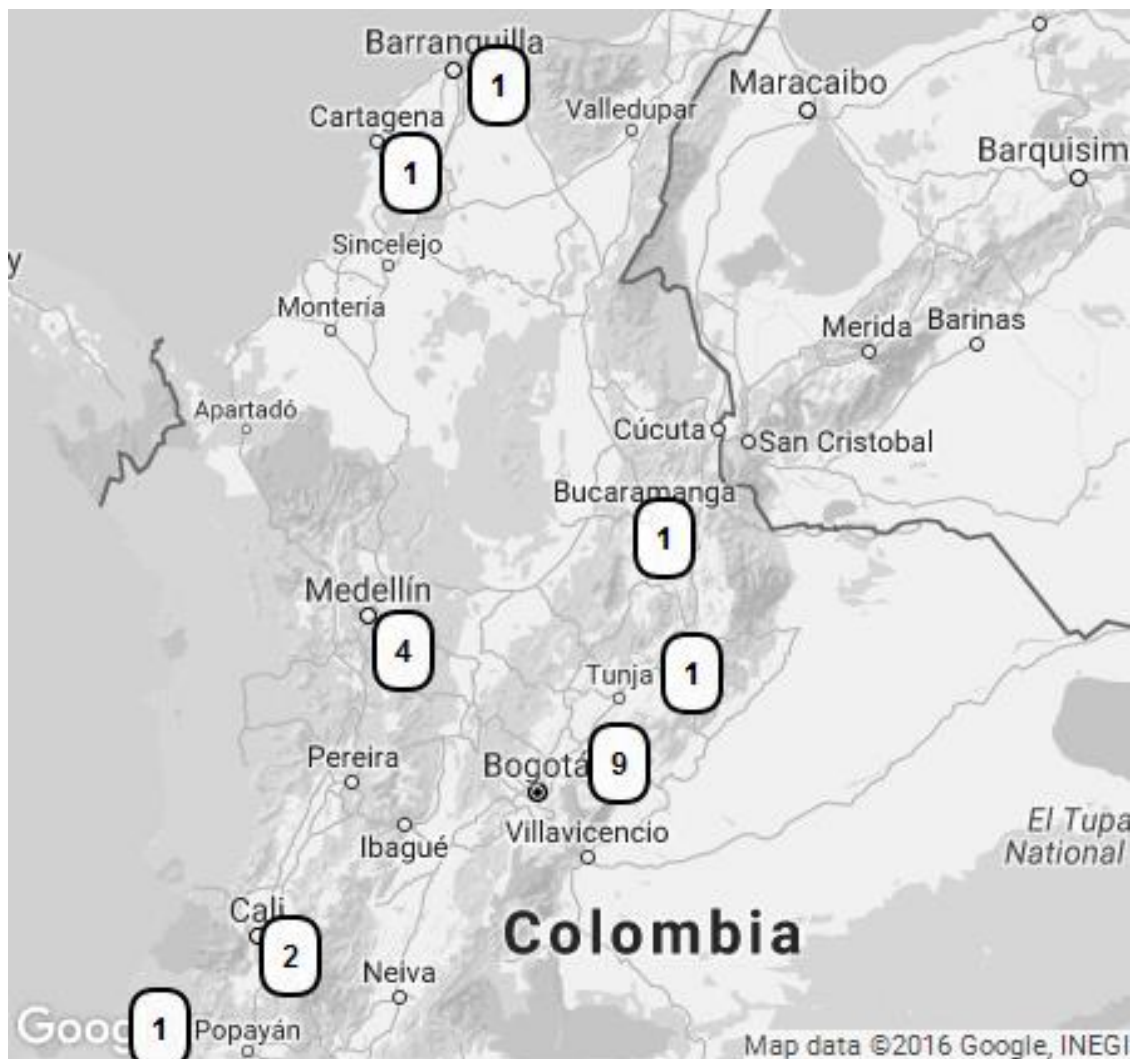 Barranquilla
1
Maracaibo
Valledupar
Cartagena
1
Barquisim
Sincelejo
y
Montería
Merida
Barinas
Apartadó
Cúcuta
San Cristobal
Bucaramanga
1
Medellín
4
Tunja
1
Pereira
Bogotá
9
Ibagué
Villavicencio
El Tupa
National
Cali
2
Colombia
Neiva
Goog
1
Popayán
Map data ©2016 Google, INEGI